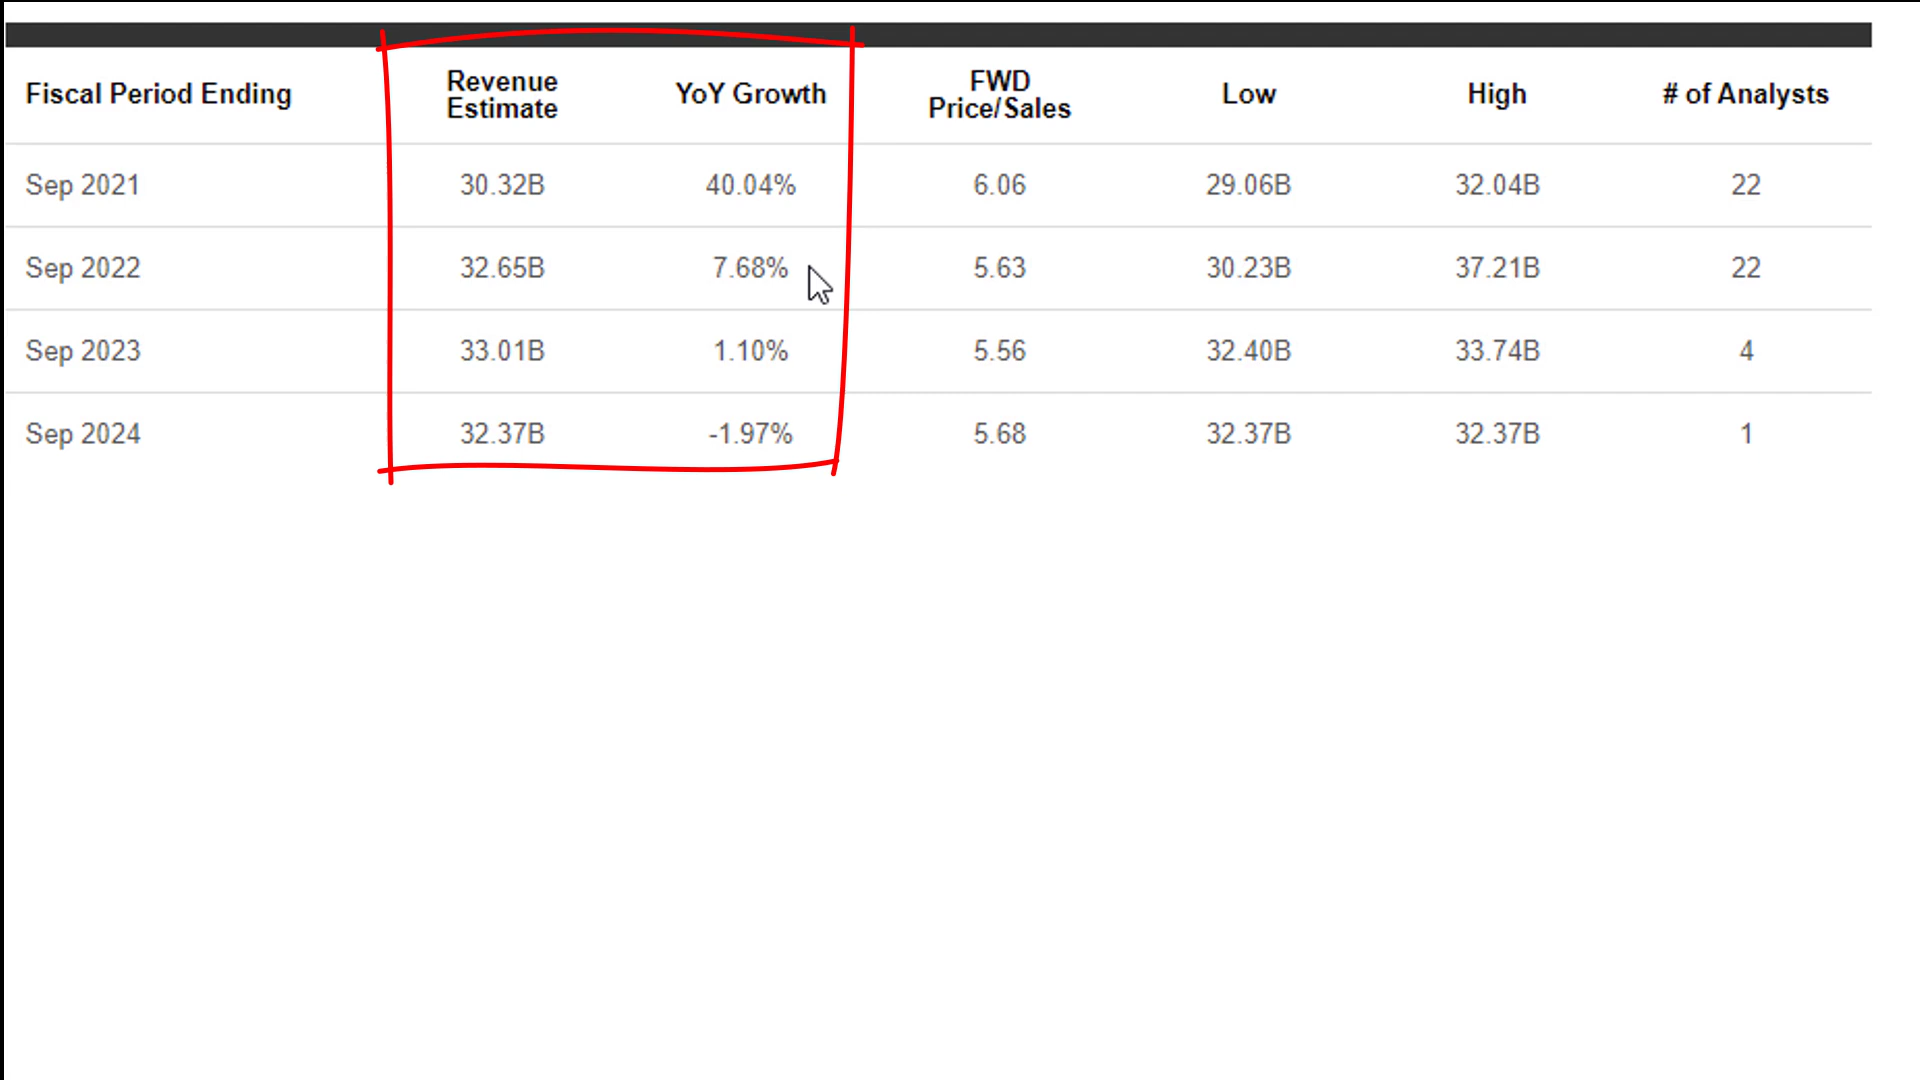 Fiscal Period Ending Revenue Estimate YoY Growth FWD Price/Sales Low High # of Analysts
Sep 2021 30.32B 40.04% 6.06 29.06B 32.04B 22
Sep 2022 32.65B 7.68% 5.63 30.23B 37.21B 22
Sep 2023 33.01B 1.10% 5.56 32.40B 33.74B 4
Sep 2024 32.37B -1.97% 5.68 32.37B 32.37B 1